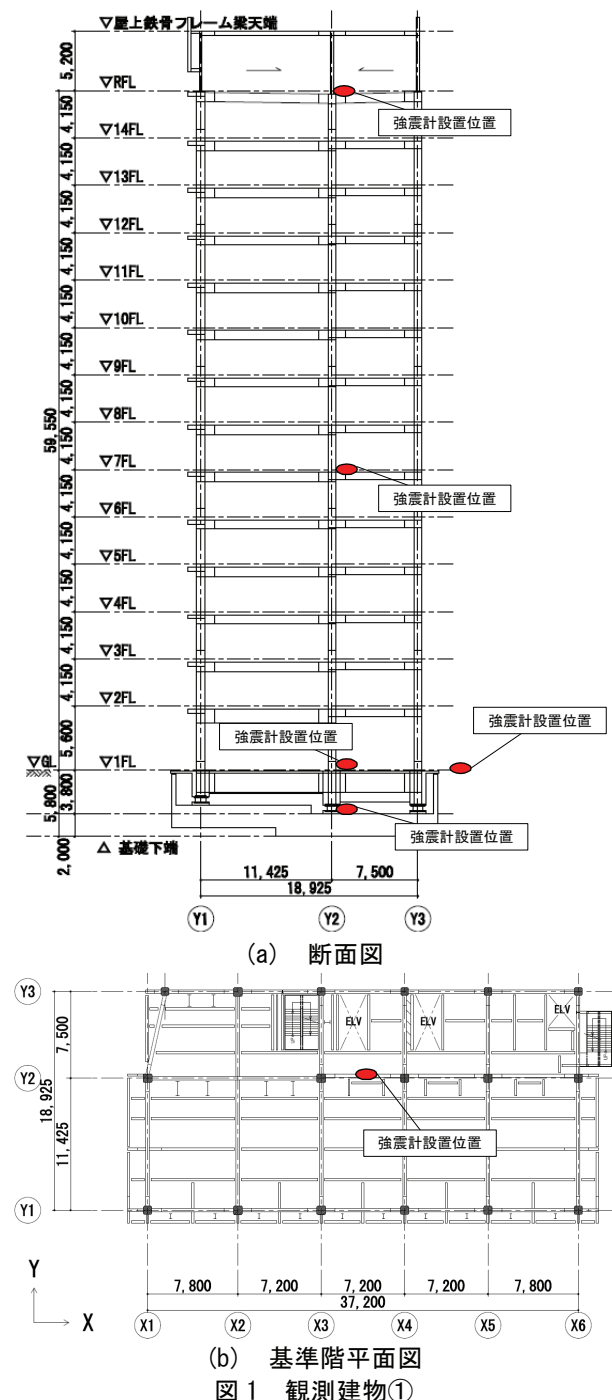 ▽屋上鉄骨フレーム梁天端
5,200
▽RFL
強震計設置位置
4,150
▽14FL
4,150
▽13FL
4,150
▽12FL
4,150
▽11FL
4,150
▽10FL
4,150
▽9FL
4,150
▽8FL
4,150
▽7FL
強震計設置位置
4,150
▽6FL
4,150
▽5FL
4,150
▽4FL
4,150
▽3FL
4,150
▽2FL
59,550
5,600
強震計設置位置
強震計設置位置
▽GL
▽1FL
5,800
3,800
強震計設置位置
2,000
△ 基礎下端
11,425
7,500
18,925
Y1
Y2
Y3
(a) 断面図
Y3
ELV
ELV
ELV
7,500
Y2
18,925
11,425
強震計設置位置
Y1
Y
X
7,800
7,200
7,200
7,200
7,800
37,200
X1
X2
X3
X4
X5
X6
(b) 基準階平面図
図1 観測建物①